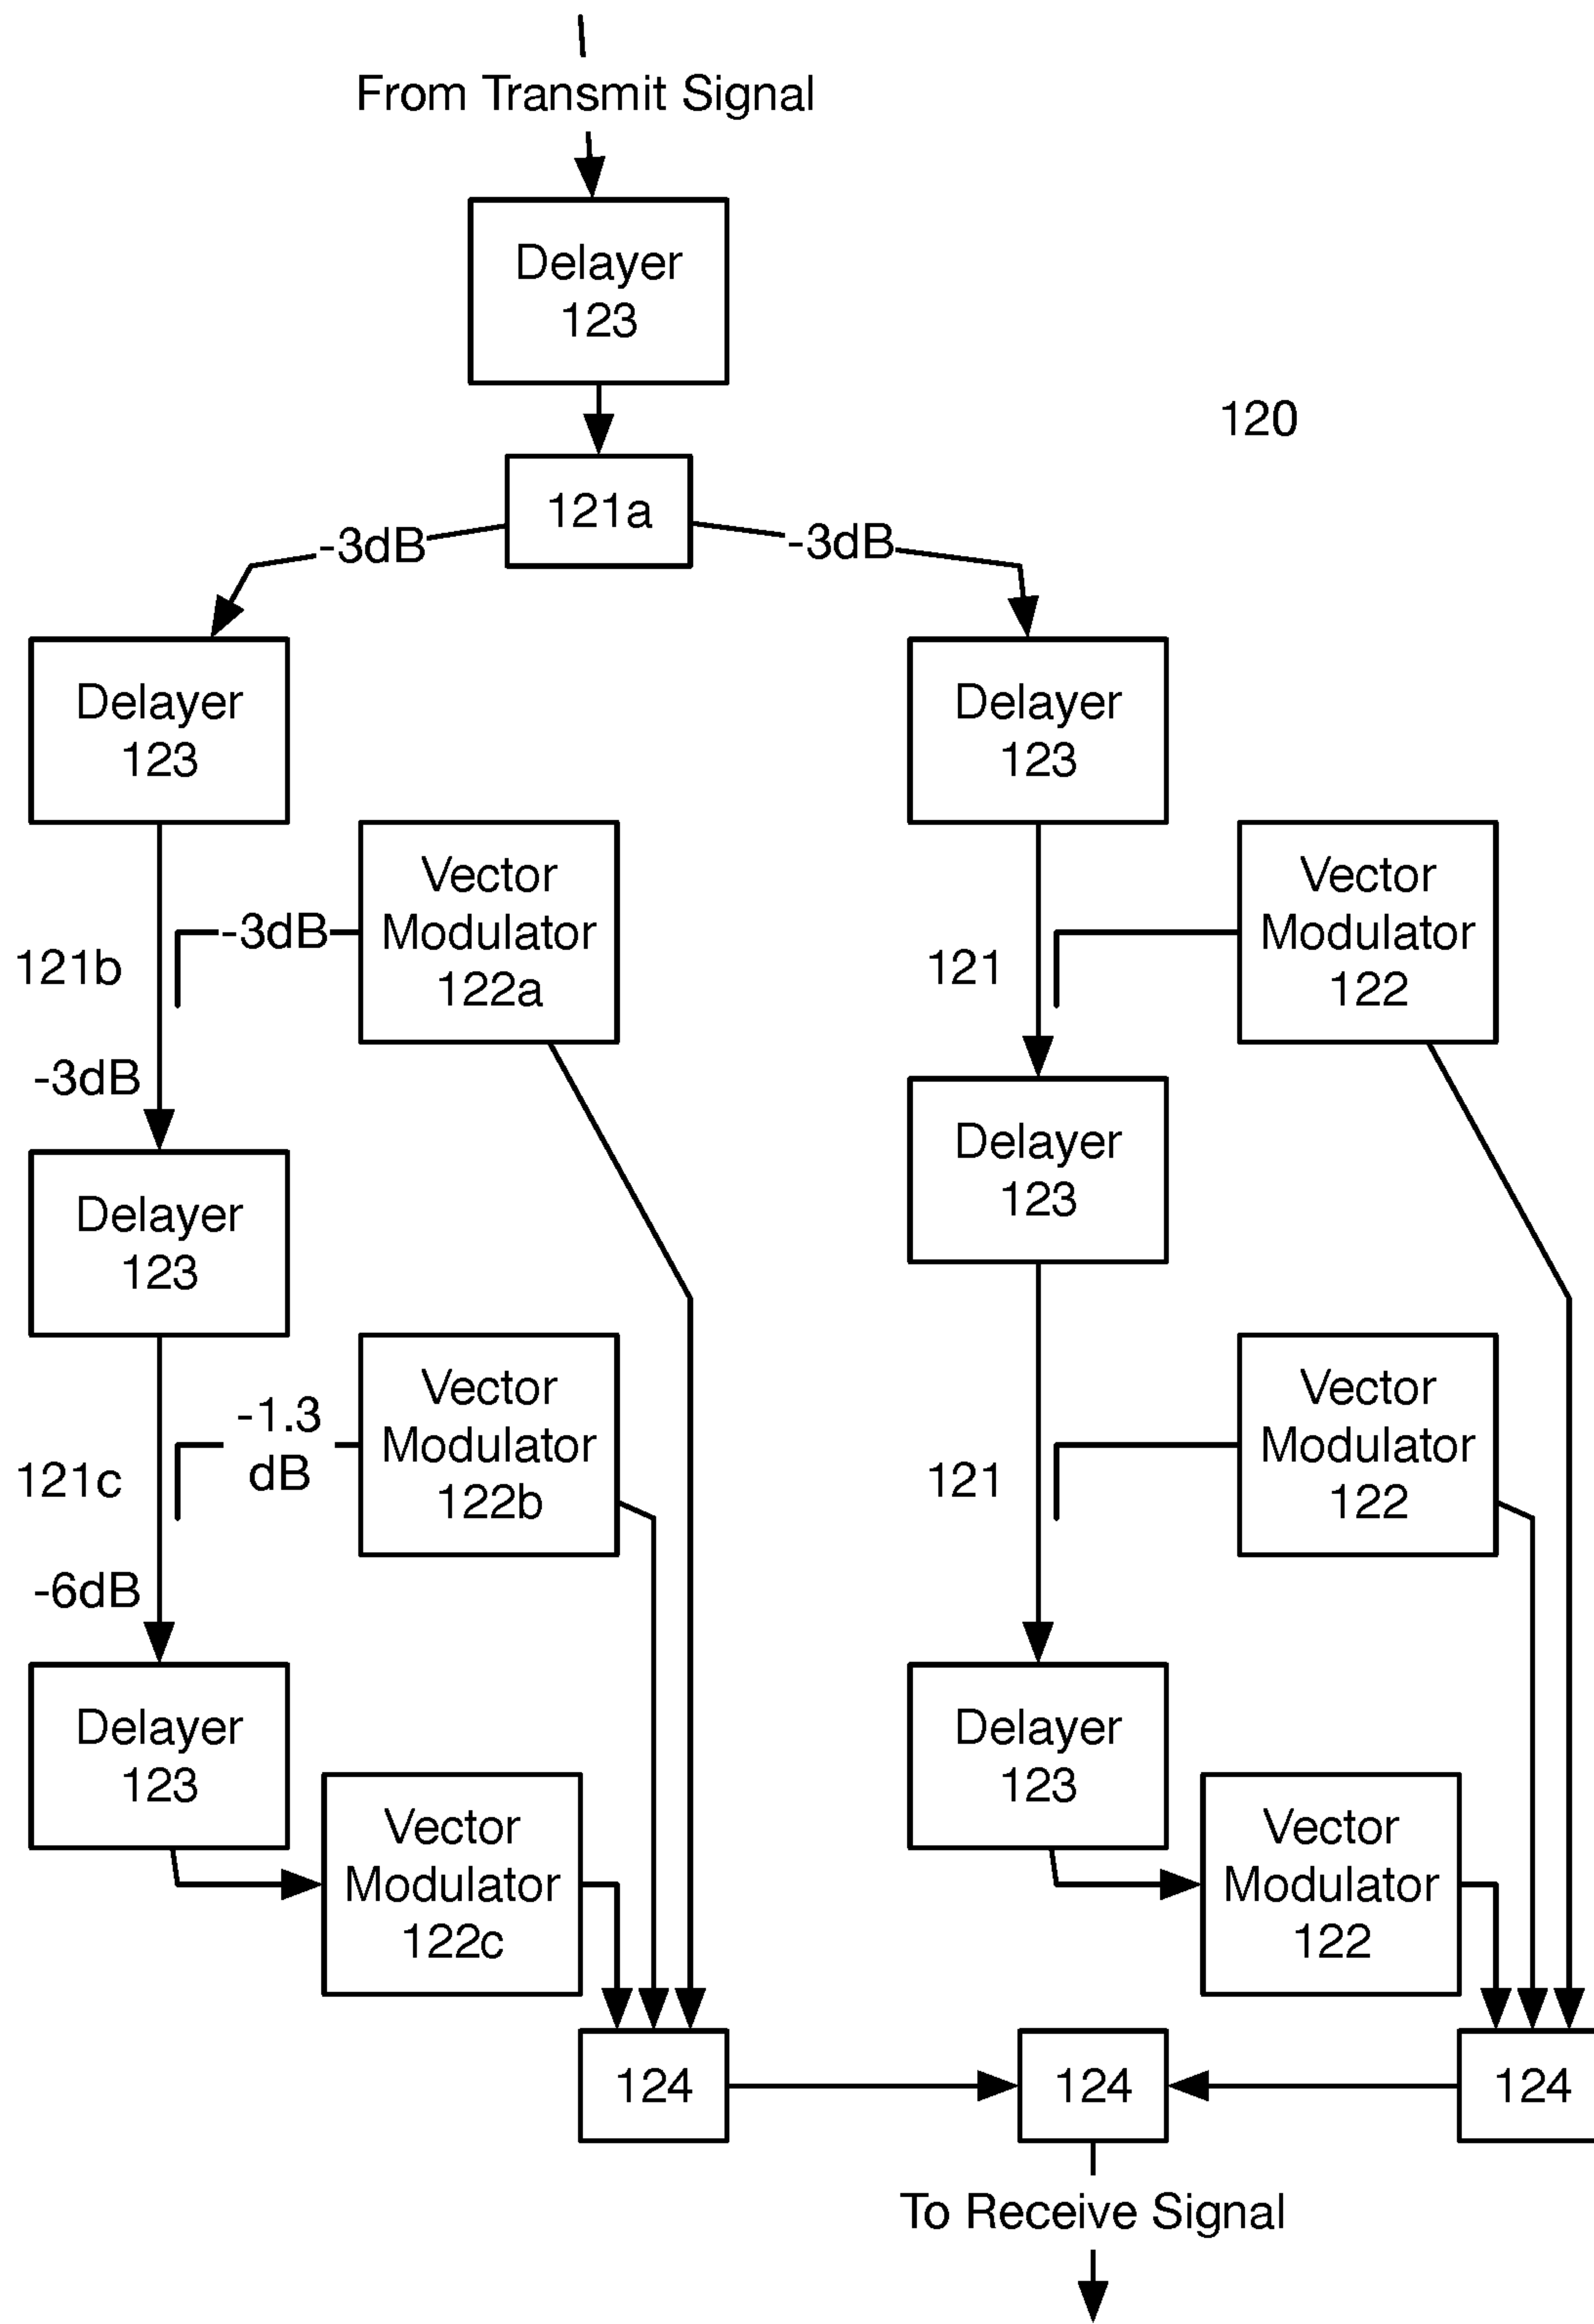 From Transmit Signal
Delayer
123
120
121a
-3dB
-3dB
Delayer
123
Delayer
123
Vector
Modulator
122a
-3dB
121b
-3dB
Vector
Modulator
122
121
Delayer
123
Delayer
123
Vector
Modulator
122b
-1.3
dB
121c
-6dB
Vector
Modulator
122
121
Delayer
123
Delayer
123
Vector
Modulator
122c
Vector
Modulator
122
124
124
124
To Receive Signal